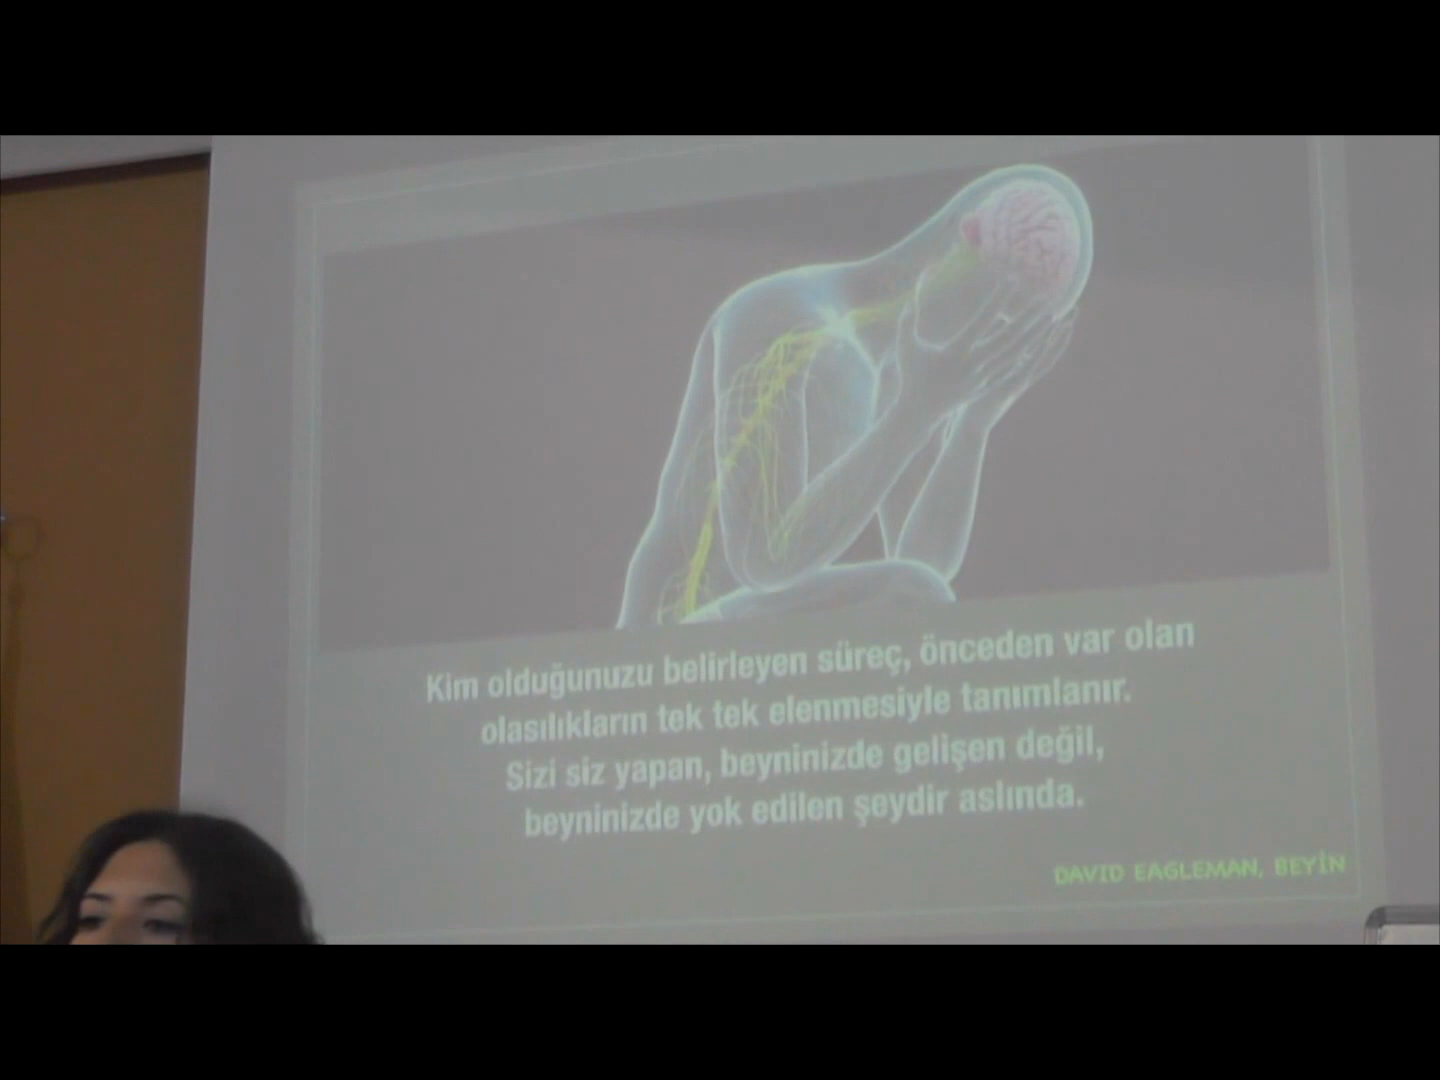 Kim olduğunuzu belirleyen süreç, önceden var olan
olasılıkların tek tek elenmesiyle tanımlanır.
Sizi siz yapan, beyninizde gelişen değil,
beyninizde yok edilen şeydir aslında.
DAVID EAGLEMAN, BEYİN